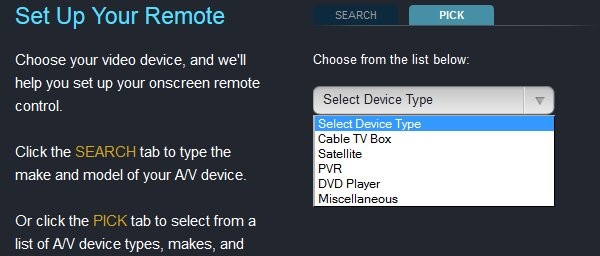 Set Up Your Remote
Choose your video device, and we'll
help you set up your onscreen remote
control.
Click the SEARCH tab to type the
make and model of your A/V device.
Or click the PICK tab to select from a
list of A/V device types, makes, and
SEARCH PICK
Choose from the list below:
Select Device Type
Select Device Type
Cable TV Box
Satellite
PVR
DVD Player
Miscellaneous